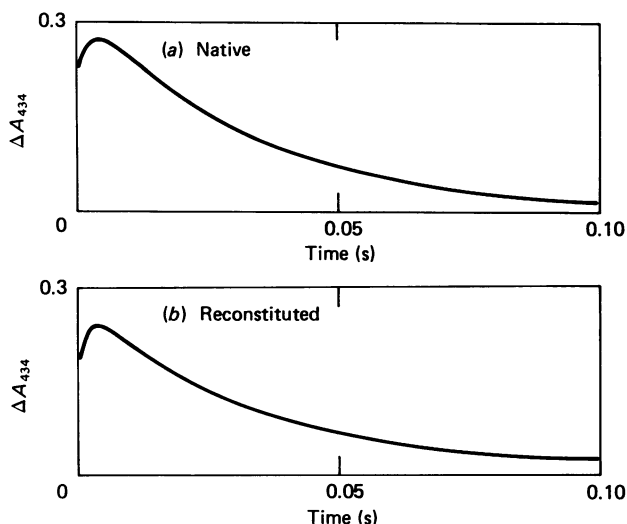 0.3
(a) Native
ΔA434
0
0.05
0.10
Time (s)
0.3
(b) Reconstituted
ΔA434
0
0.05
0.10
Time (s)